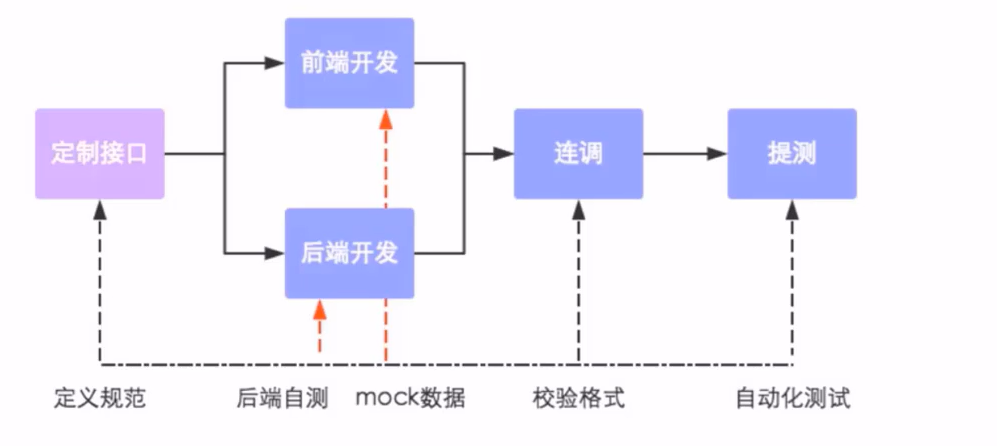 前端开发
定制接口
连调
提测
后端开发
定义规范
后端自测
mock数据
校验格式
自动化测试